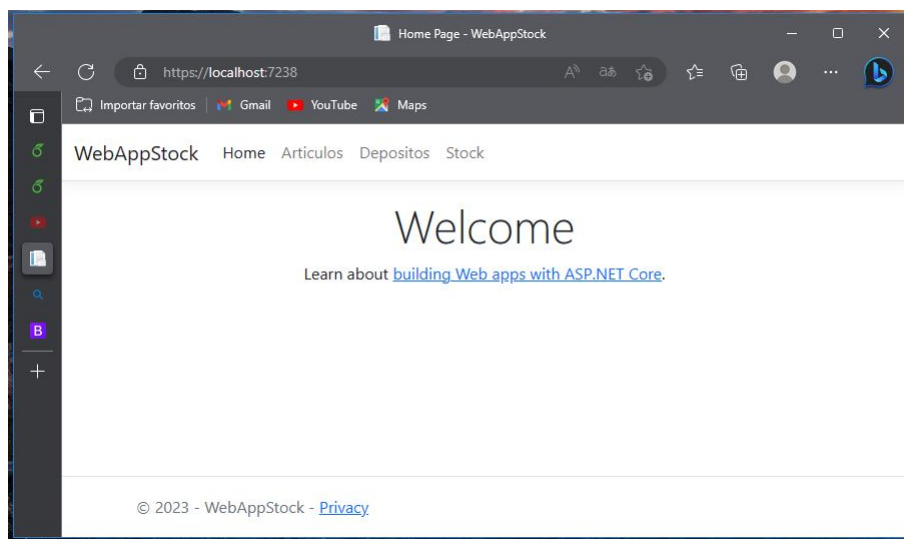 Home Page - WebAppStock
https://localhost:7238
Importar favoritos Gmail YouTube Maps
WebAppStock Home Articulos Depositos Stock
Welcome
Learn about building Web apps with ASP.NET Core.
© 2023 - WebAppStock - Privacy